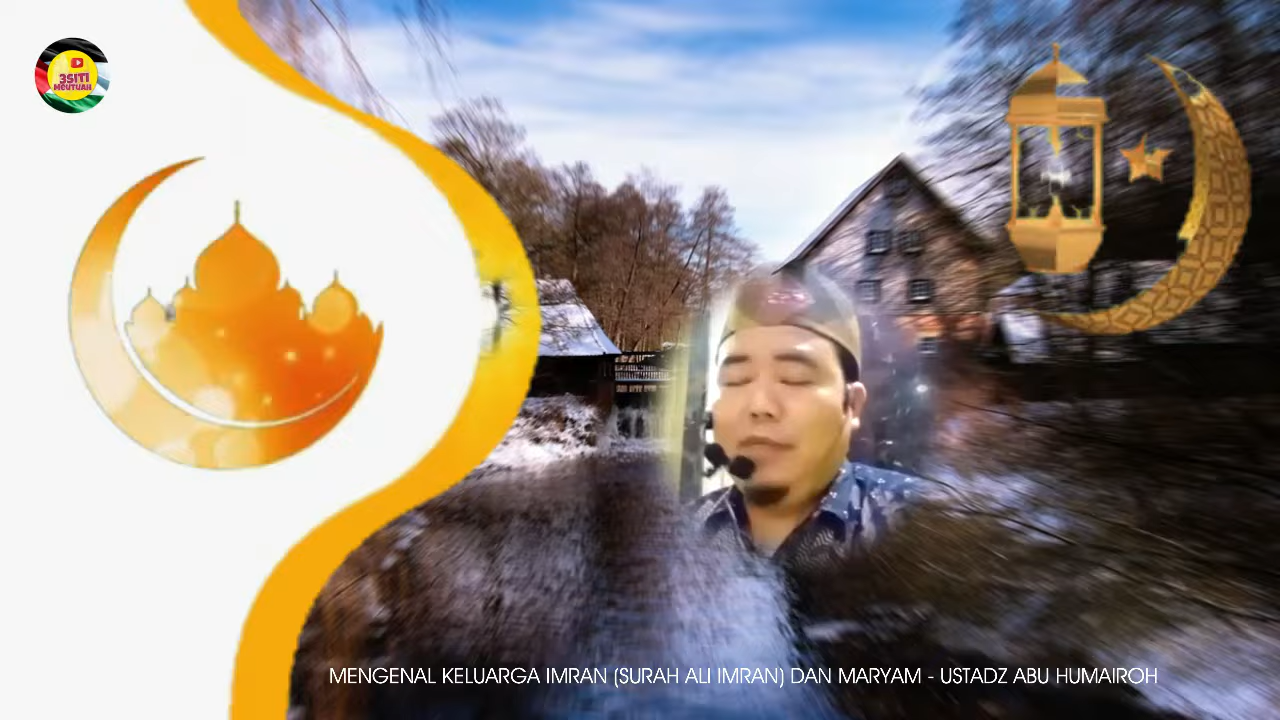 3SITI
MEUTUAH
MENGENAL KELUARGA IMRAN (SURAH ALI IMRAN) DAN MARYAM - USTADZ ABU HUMAIROH